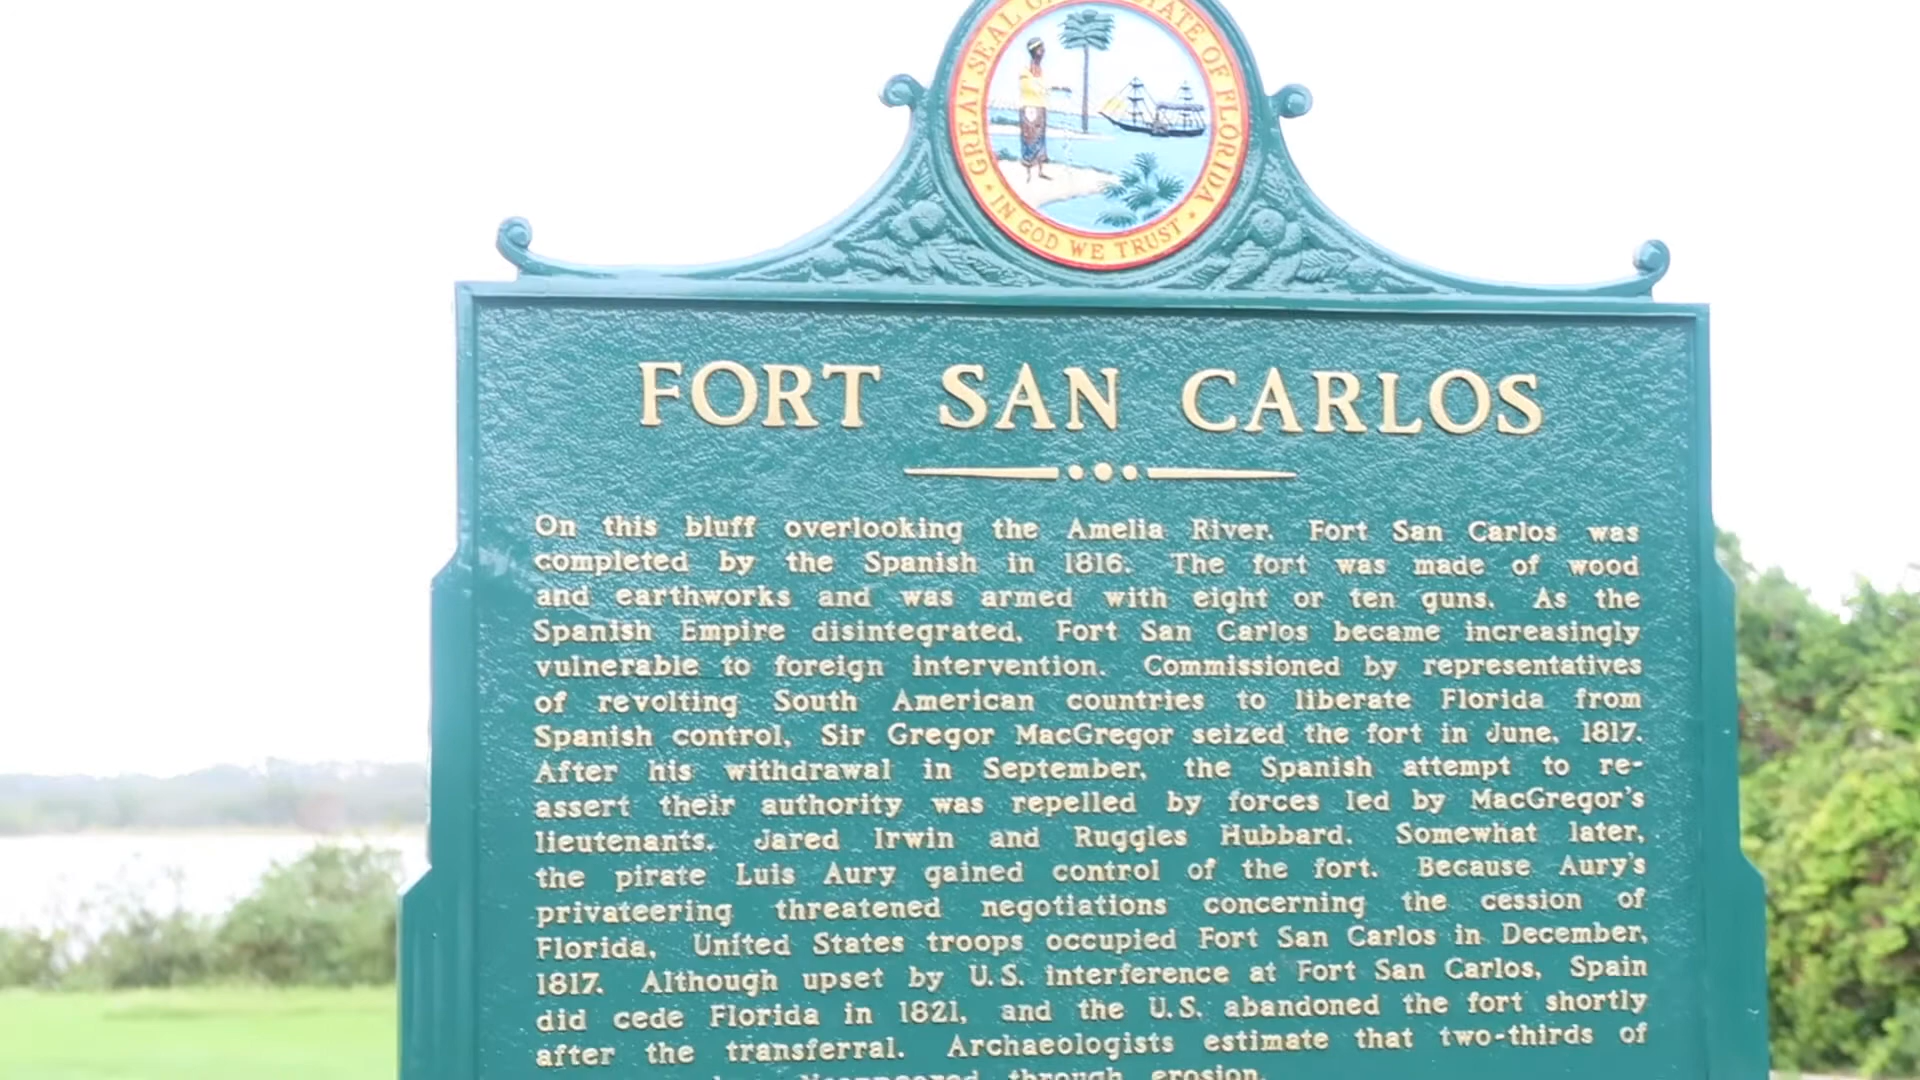 GREAT SEAL OF STATE OF FLORIDA
• IN GOD WE TRUST •
FORT SAN CARLOS
On this bluff overlooking the Amelia River, Fort San Carlos was
completed by the Spanish in 1816. The fort was made of wood
and earthworks and was armed with eight or ten guns. As the
Spanish Empire disintegrated, Fort San Carlos became increasingly
vulnerable to foreign intervention. Commissioned by representatives
of revolting South American countries to liberate Florida from
Spanish control, Sir Gregor MacGregor seized the fort in June, 1817.
After his withdrawal in September, the Spanish attempt to re-
assert their authority was repelled by forces led by MacGregor's
lieutenants, Jared Irwin and Ruggles Hubbard. Somewhat later,
the pirate Luis Aury gained control of the fort. Because Aury's
privateering threatened negotiations concerning the cession of
Florida, United States troops occupied Fort San Carlos in December,
1817. Although upset by U.S. interference at Fort San Carlos, Spain
did cede Florida in 1821, and the U.S. abandoned the fort shortly
after the transferral. Archaeologists estimate that two-thirds of
disappeared through erosion.